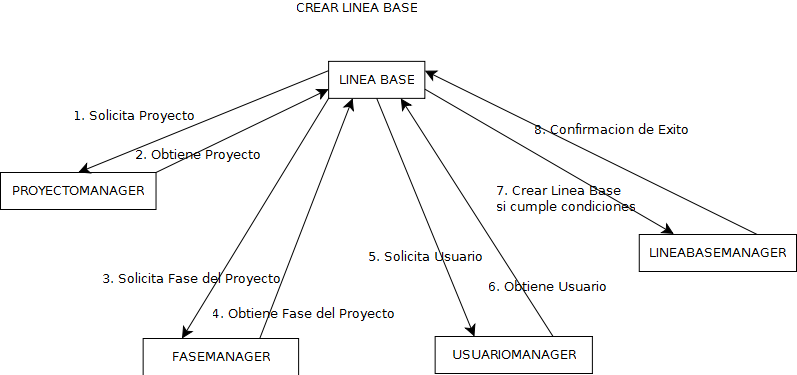 CREAR LINEA BASE
LINEA BASE
1. Solicita Proyecto
2. Obtiene Proyecto
PROYECTOMANAGER
8. Confirmacion de Exito
7. Crear Linea Base
si cumple condiciones
LINEABASEMANAGER
5. Solicita Usuario
3. Solicita Fase del Proyecto
6. Obtiene Usuario
4. Obtiene Fase del Proyecto
FASEMANAGER
USUARIOMANAGER